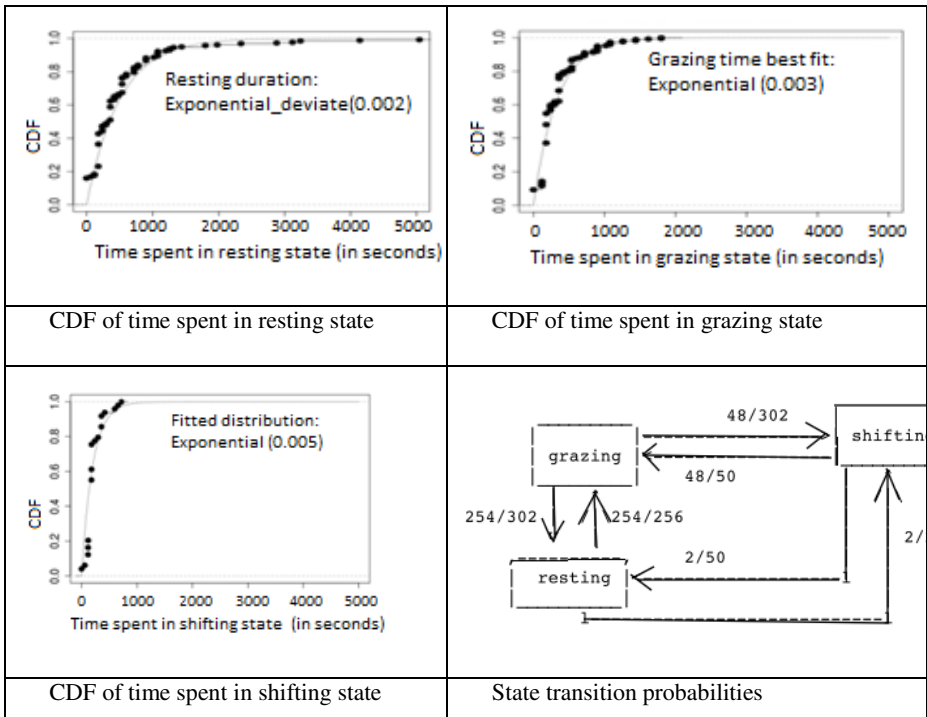 1.0
0.8
0.6
0.4
0.2
0.0
CDF
Resting duration:
Exponential_deviate(0.002)
0 1000 2000 3000 4000 5000
Time spent in resting state (in seconds)
CDF of time spent in resting state
1.0
0.8
0.6
0.4
0.2
0.0
CDF
Grazing time best fit:
Exponential (0.003)
0 1000 2000 3000 4000 5000
Time spent in grazing state (in seconds)
CDF of time spent in grazing state
1.0
0.8
0.6
0.4
0.2
0.0
CDF
Fitted distribution:
Exponential (0.005)
0 1000 2000 3000 4000 5000
Time spent in shifting state (in seconds)
CDF of time spent in shifting state
48/302
grazing
shiftin
48/50
254/302
254/256
2/50
2/
resting
State transition probabilities